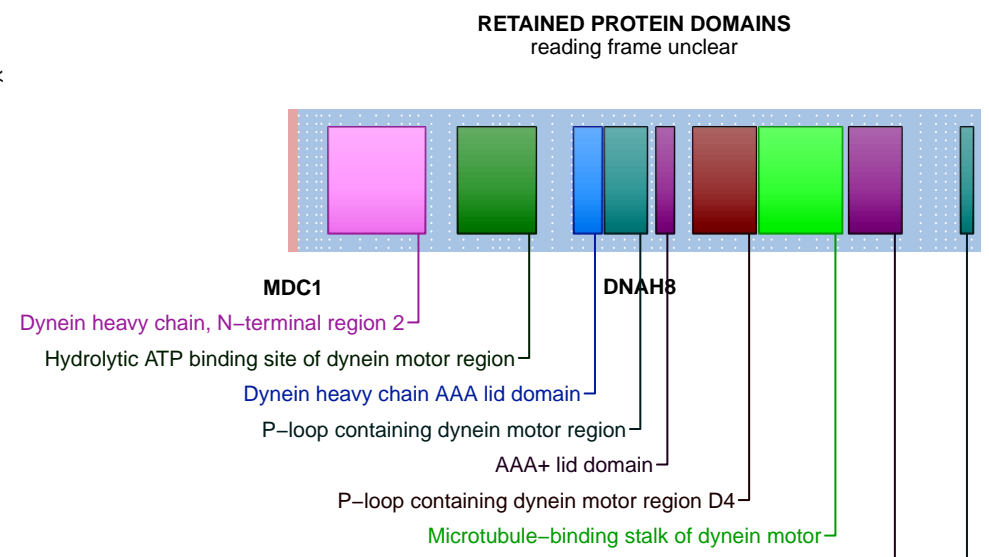 RETAINED PROTEIN DOMAINS
reading frame unclear
MDC1
DNAH8
Dynein heavy chain, N−terminal region 2
Hydrolytic ATP binding site of dynein motor region
Dynein heavy chain AAA lid domain
P−loop containing dynein motor region
AAA+ lid domain
P−loop containing dynein motor region D4
Microtubule−binding stalk of dynein motor